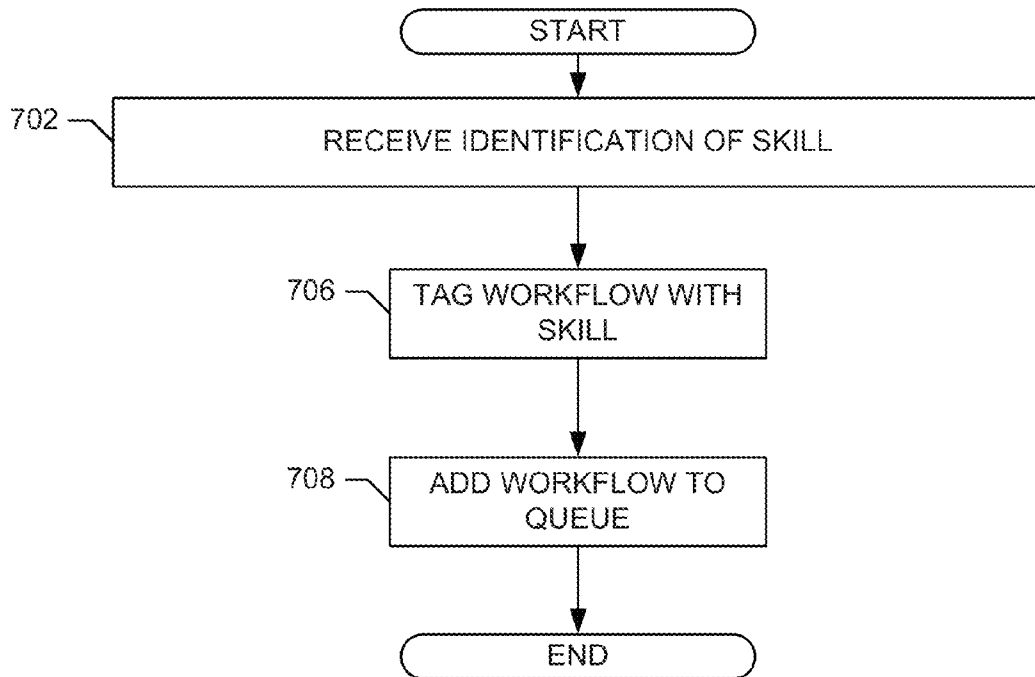 START
702
RECEIVE IDENTIFICATION OF SKILL
706
TAG WORKFLOW WITH
SKILL
708
ADD WORKFLOW TO
QUEUE
END